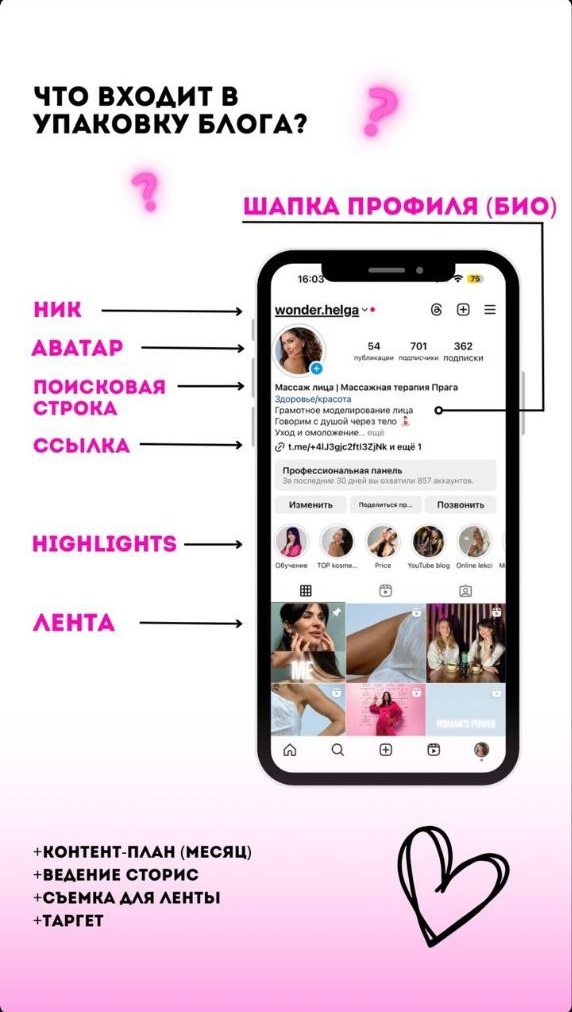 ЧТО ВХОДИТ В
УПАКОВКУ БЛОГА?
?
?
ШАПКА ПРОФИЛЯ (БИО)
НИК
АВАТАР
ПОИСКОВАЯ
СТРОКА
ССЫЛКА
HIGHLIGHTS
ЛЕНТА
16:03
75
wonder.helga
54
701
362
публикации
подписчики
подписки
Массаж лица | Массажная терапия Прага
Здоровье/красота
Грамотное моделирование лица
Говорим с душой через тело
Уход и омоложение... ещё
t.me/+4IJ3gjc2ftI3ZjNk и ещё 1
Профессиональная панель
За последние 30 дней вы охватили 857 аккаунтов.
Изменить
Поделиться пр...
Позвонить
Обучение
TOP kosme...
Price
YouTube blog
Online lekci
M
ME
WOMAN'S POWER
+КОНТЕНТ-ПЛАН (МЕСЯЦ)
+ВЕДЕНИЕ СТОРИС
+СЪЕМКА ДЛЯ ЛЕНТЫ
+ТАРГЕТ